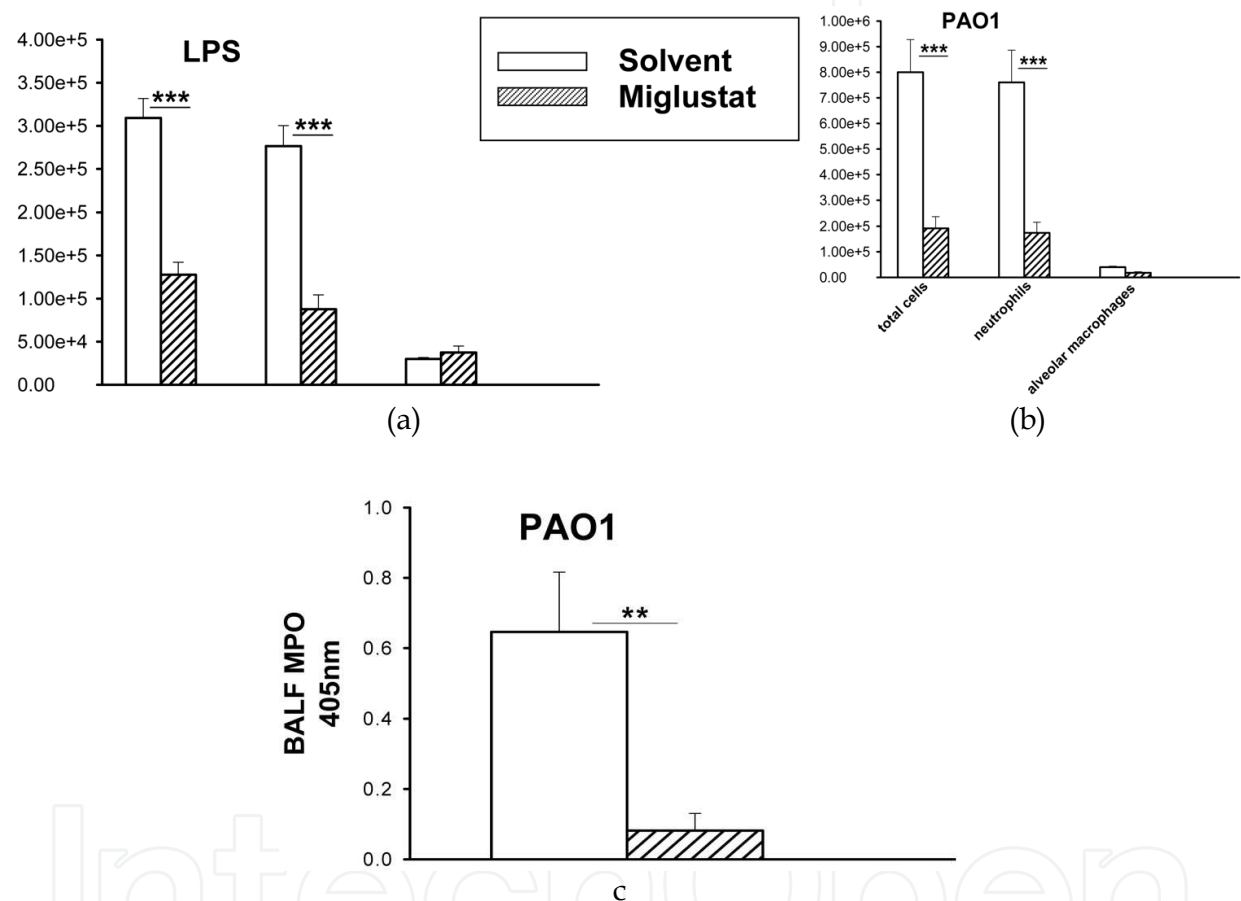 LPS
4.00e+5
3.50e+5
3.00e+5
2.50e+5
2.00e+5
1.50e+5
1.00e+5
5.00e+4
0.00
***
***
(a)
Solvent
Miglustat
PAO1
1.00e+6
9.00e+5
8.00e+5
7.00e+5
6.00e+5
5.00e+5
4.00e+5
3.00e+5
2.00e+5
1.00e+5
0.00
***
***
total cells
neutrophils
alveolar macrophages
(b)
PAO1
BALF MPO
405nm
1.0
0.8
0.6
0.4
0.2
0.0
**
c
IntechOpen